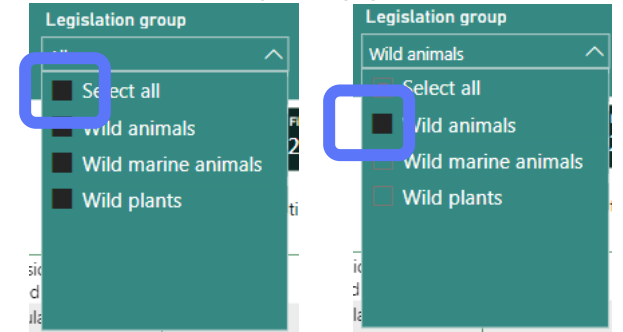 Legislation group
Select all
Wild animals
Wild marine animals
Wild plants
Legislation group
Wild animals
Select all
Wild animals
Wild marine animals
Wild plants